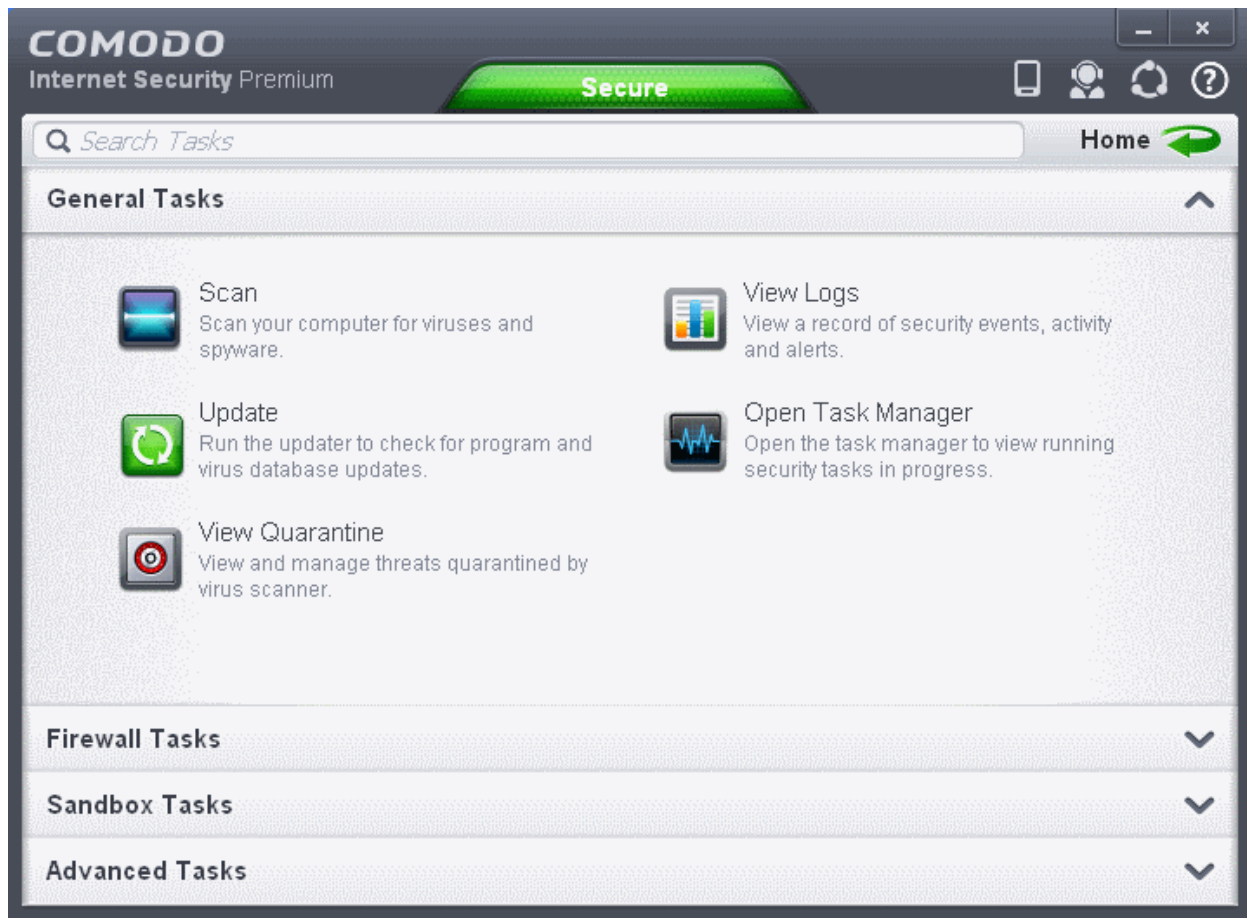 COMODO
Internet Security Premium
Secure
Search Tasks
Home
General Tasks
Scan
Scan your computer for viruses and
spyware.
View Logs
View a record of security events, activity
and alerts.
Update
Run the updater to check for program and
virus database updates.
Open Task Manager
Open the task manager to view running
security tasks in progress.
View Quarantine
View and manage threats quarantined by
virus scanner.
Firewall Tasks
Sandbox Tasks
Advanced Tasks